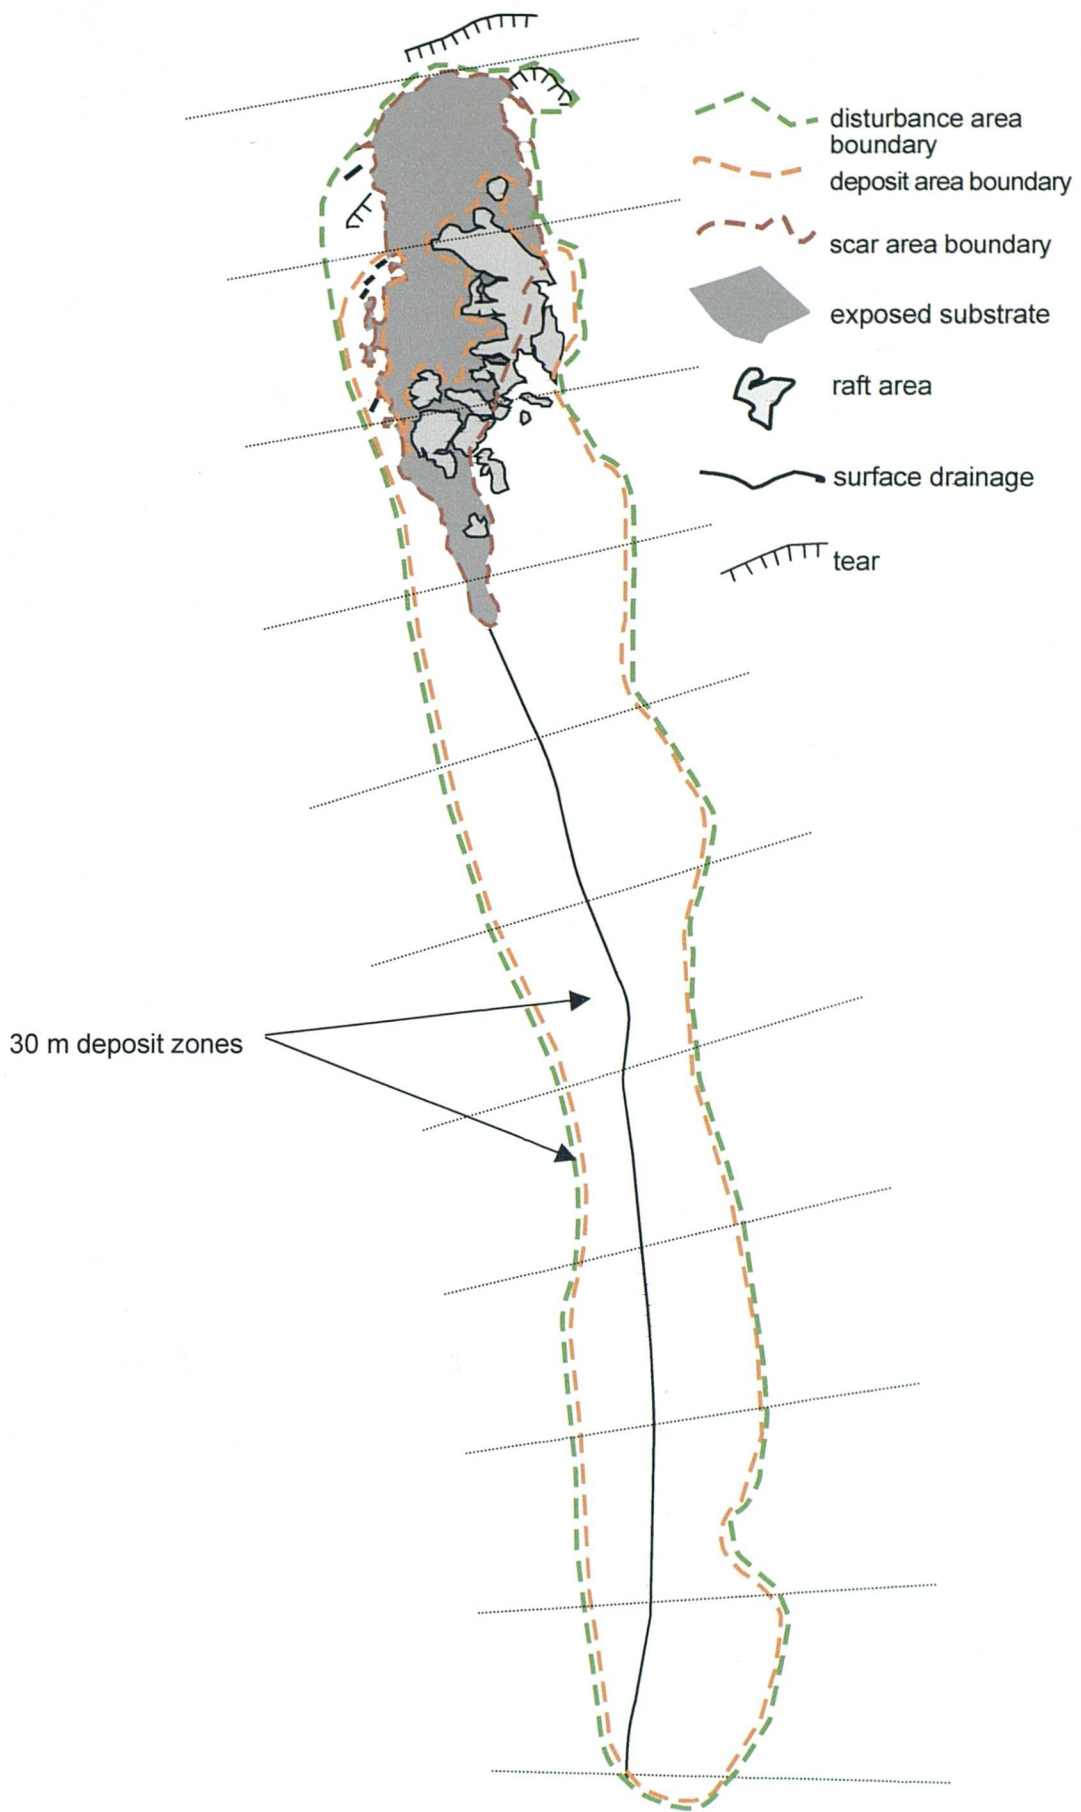 disturbance area
boundary
deposit area boundary
scar area boundary
exposed substrate
raft area
surface drainage
tear
30 m deposit zones